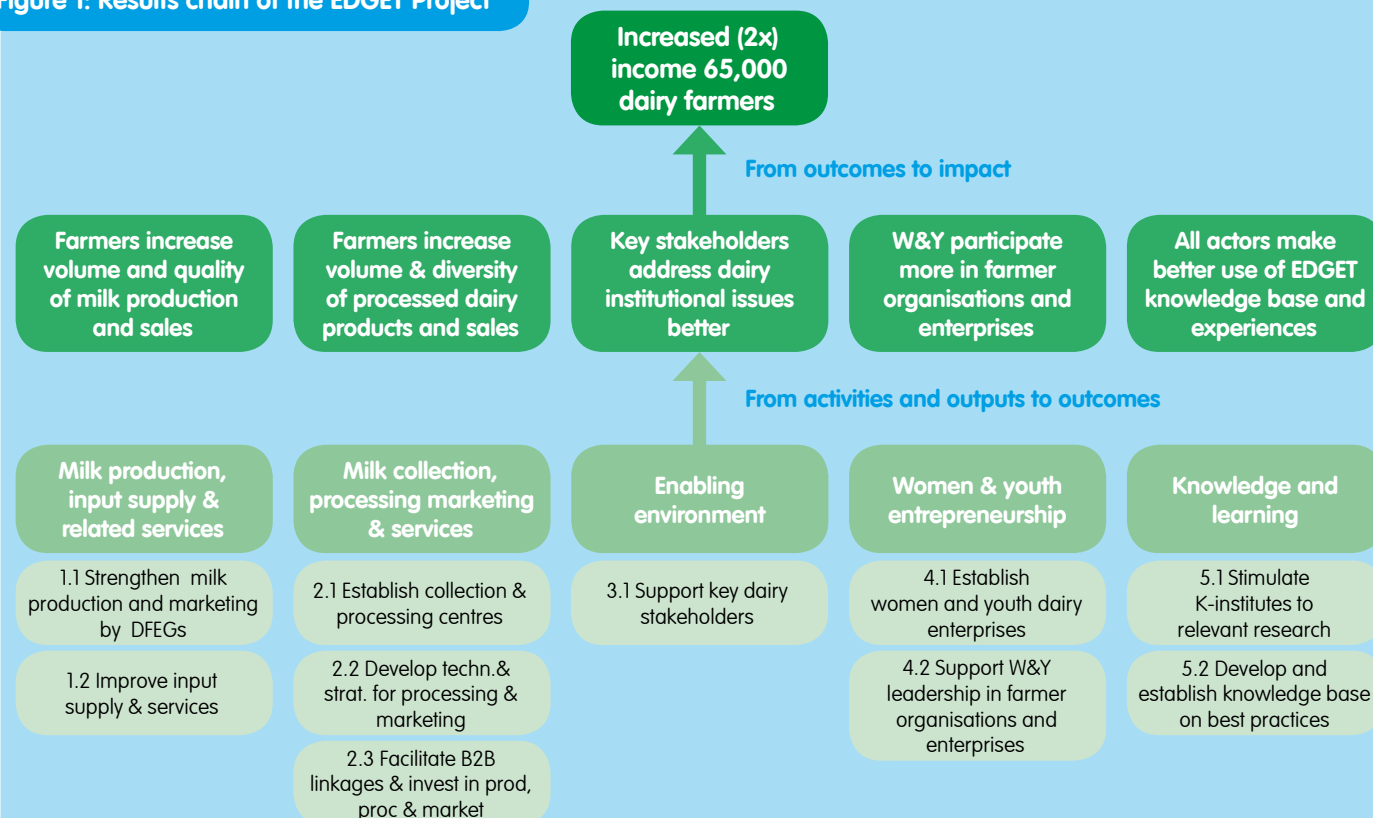 Figure 1: Results chain of the EDGET Project
Increased (2x)
income 65,000
dairy farmers
From outcomes to impact
Farmers increase
volume and quality
of milk production
and sales
Farmers increase
volume & diversity
of processed dairy
products and sales
Key stakeholders
address dairy
institutional issues
better
W&Y participate
more in farmer
organisations and
enterprises
All actors make
better use of EDGET
knowledge base and
experiences
From activities and outputs to outcomes
Milk production,
input supply &
related services
Milk collection,
processing marketing
& services
Enabling
environment
Women & youth
entrepreneurship
Knowledge and
learning
1.1 Strengthen milk
production and marketing
by DFEGs
2.1 Establish collection &
processing centres
3.1 Support key dairy
stakeholders
4.1 Establish
women and youth dairy
enterprises
5.1 Stimulate
K-institutes to
relevant research
1.2 Improve input
supply & services
2.2 Develop techn.&
strat. for processing &
marketing
4.2 Support W&Y
leadership in farmer
organisations and
enterprises
5.2 Develop and
establish knowledge base
on best practices
2.3 Facilitate B2B
linkages & invest in prod,
proc & market